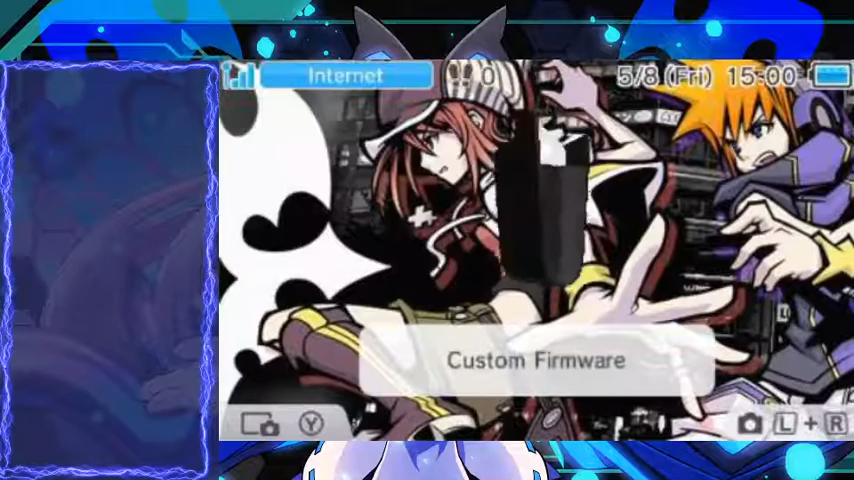 Internet 0 5/8 (Fri) 15:00
Custom Firmware
Y L + R